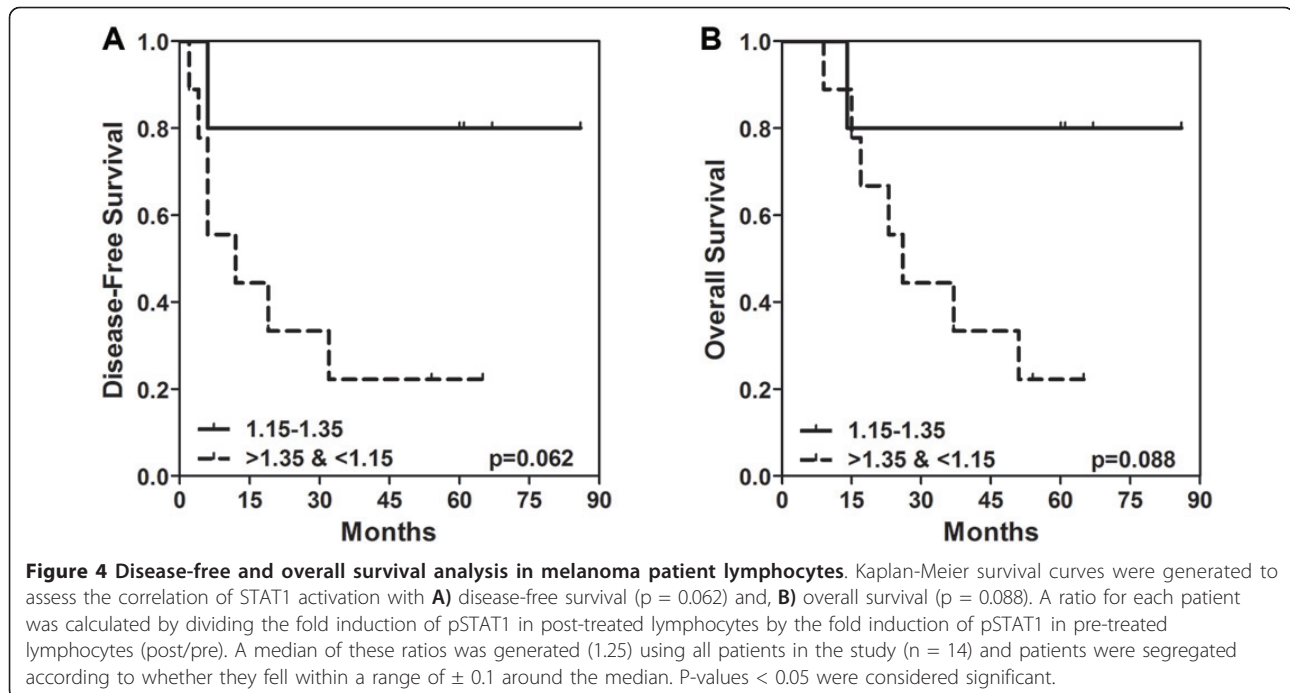 A
1.0
0.8
0.6
0.4
0.2
0.0
Disease-Free Survival
1.15-1.35
>1.35 & <1.15
p=0.062
0 15 30 45 60 75 90
Months
B
1.0
0.8
0.6
0.4
0.2
0.0
Overall Survival
1.15-1.35
>1.35 & <1.15
p=0.088
0 15 30 45 60 75 90
Months
Figure 4 Disease-free and overall survival analysis in melanoma patient lymphocytes. Kaplan-Meier survival curves were generated to
assess the correlation of STAT1 activation with A) disease-free survival (p = 0.062) and, B) overall survival (p = 0.088). A ratio for each patient
was calculated by dividing the fold induction of pSTAT1 in post-treated lymphocytes by the fold induction of pSTAT1 in pre-treated
lymphocytes (post/pre). A median of these ratios was generated (1.25) using all patients in the study (n = 14) and patients were segregated
according to whether they fell within a range of ± 0.1 around the median. P-values < 0.05 were considered significant.